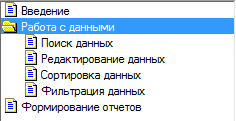 Введение
Работа с данными
Поиск данных
Редактирование данных
Сортировка данных
Фильтрация данных
Формирование отчетов